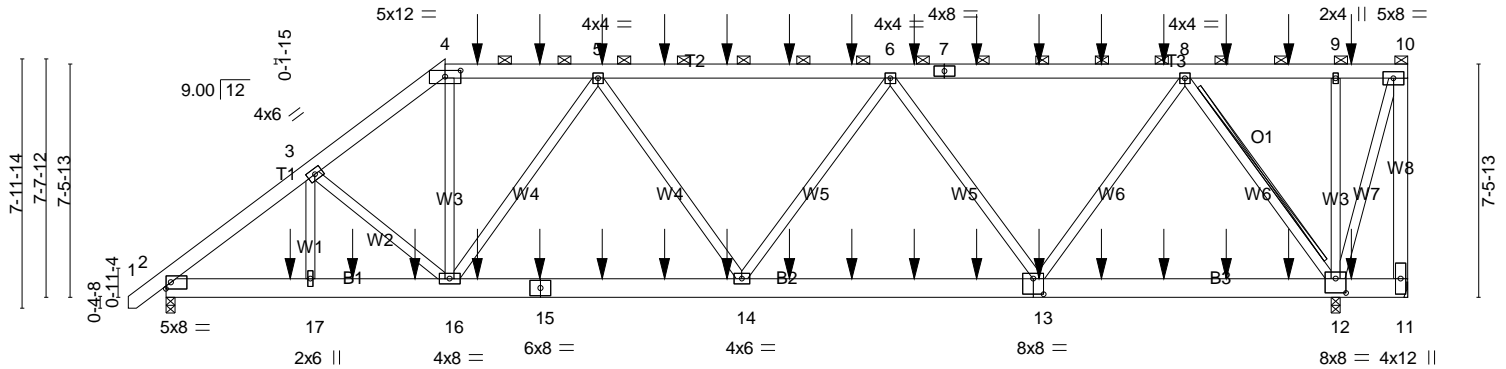 5x12 =
4x4 =
4x4 =
4x8 =
4x4 =
2x4 ||
5x8 =
4
5
T2
6
7
8
T3
9
10
0-1-15
9.00 12
4x6 //
3
T1
O1
7-11-14
7-7-12
7-5-13
7-5-13
W3
W4
W4
W5
W5
W6
W6
W3
W7
W8
W1
W2
1
2
0-4-8
0-11-4
B1
B2
B3
5x8 =
17
16
15
14
13
12
11
2x6 ||
4x8 =
6x8 =
4x6 =
8x8 =
8x8 =
4x12 ||